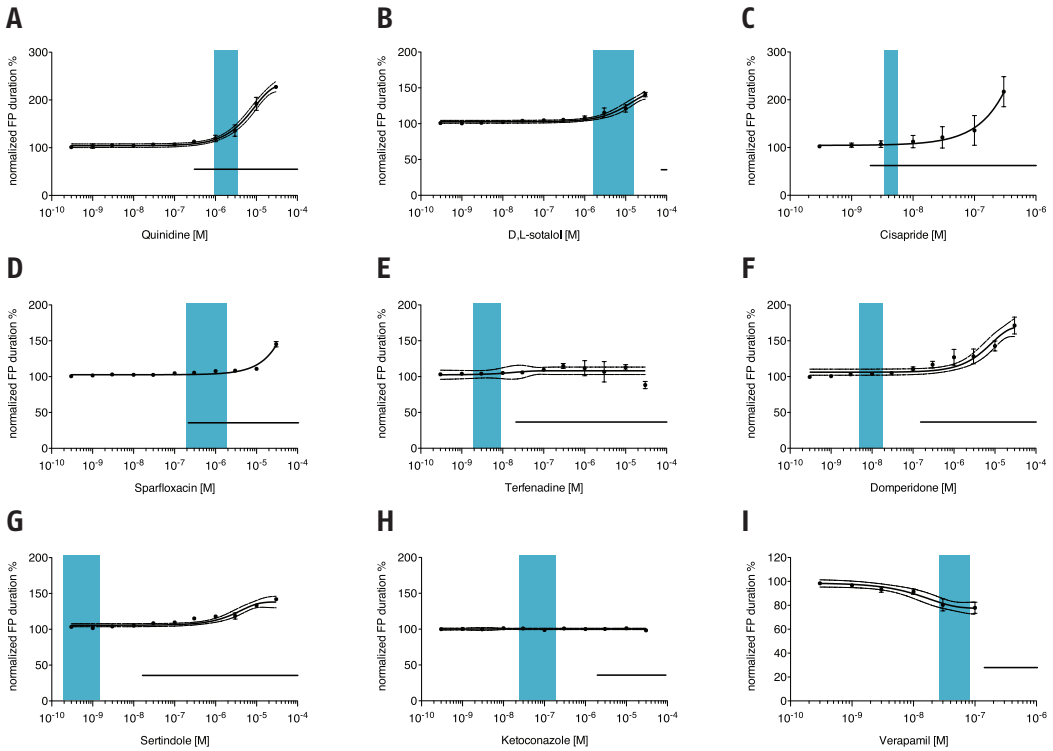 A
normalized FP duration %
300
200
100
0
10-10 10-9 10-8 10-7 10-6 10-5 10-4
Quinidine [M]
B
normalized FP duration %
200
150
100
50
0
10-10 10-9 10-8 10-7 10-6 10-5 10-4
D,L-sotalol [M]
C
normalized FP duration %
300
200
100
0
10-10 10-9 10-8 10-7 10-6
Cisapride [M]
D
normalized FP duration %
200
150
100
50
0
10-10 10-9 10-8 10-7 10-6 10-5 10-4
Sparfloxacin [M]
E
normalized FP duration %
200
150
100
50
0
10-10 10-9 10-8 10-7 10-6 10-5 10-4
Terfenadine [M]
F
normalized FP duration %
200
150
100
50
0
10-10 10-9 10-8 10-7 10-6 10-5 10-4
Domperidone [M]
G
normalized FP duration %
200
150
100
50
0
10-10 10-9 10-8 10-7 10-6 10-5 10-4
Sertindole [M]
H
normalized FP duration %
200
150
100
50
0
10-10 10-9 10-8 10-7 10-6 10-5 10-4
Ketoconazole [M]
I
normalized FP duration %
120
100
80
60
40
20
0
10-10 10-9 10-8 10-7 10-6
Verapamil [M]